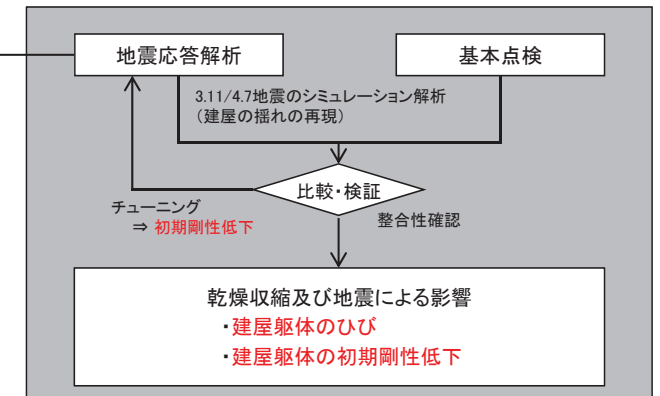 地震応答解析
基本点検
3.11/4.7地震のシミュレーション解析
（建屋の揺れの再現）
比較・検証
チューニング
⇒ 初期剛性低下
整合性確認
乾燥収縮及び地震による影響
・建屋躯体のひび
・建屋躯体の初期剛性低下